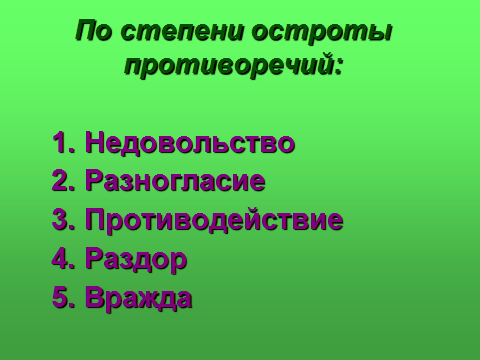 По степени остроты
противоречий:
1. Недовольство
2. Разногласие
3. Противодействие
4. Раздор
5. Вражда